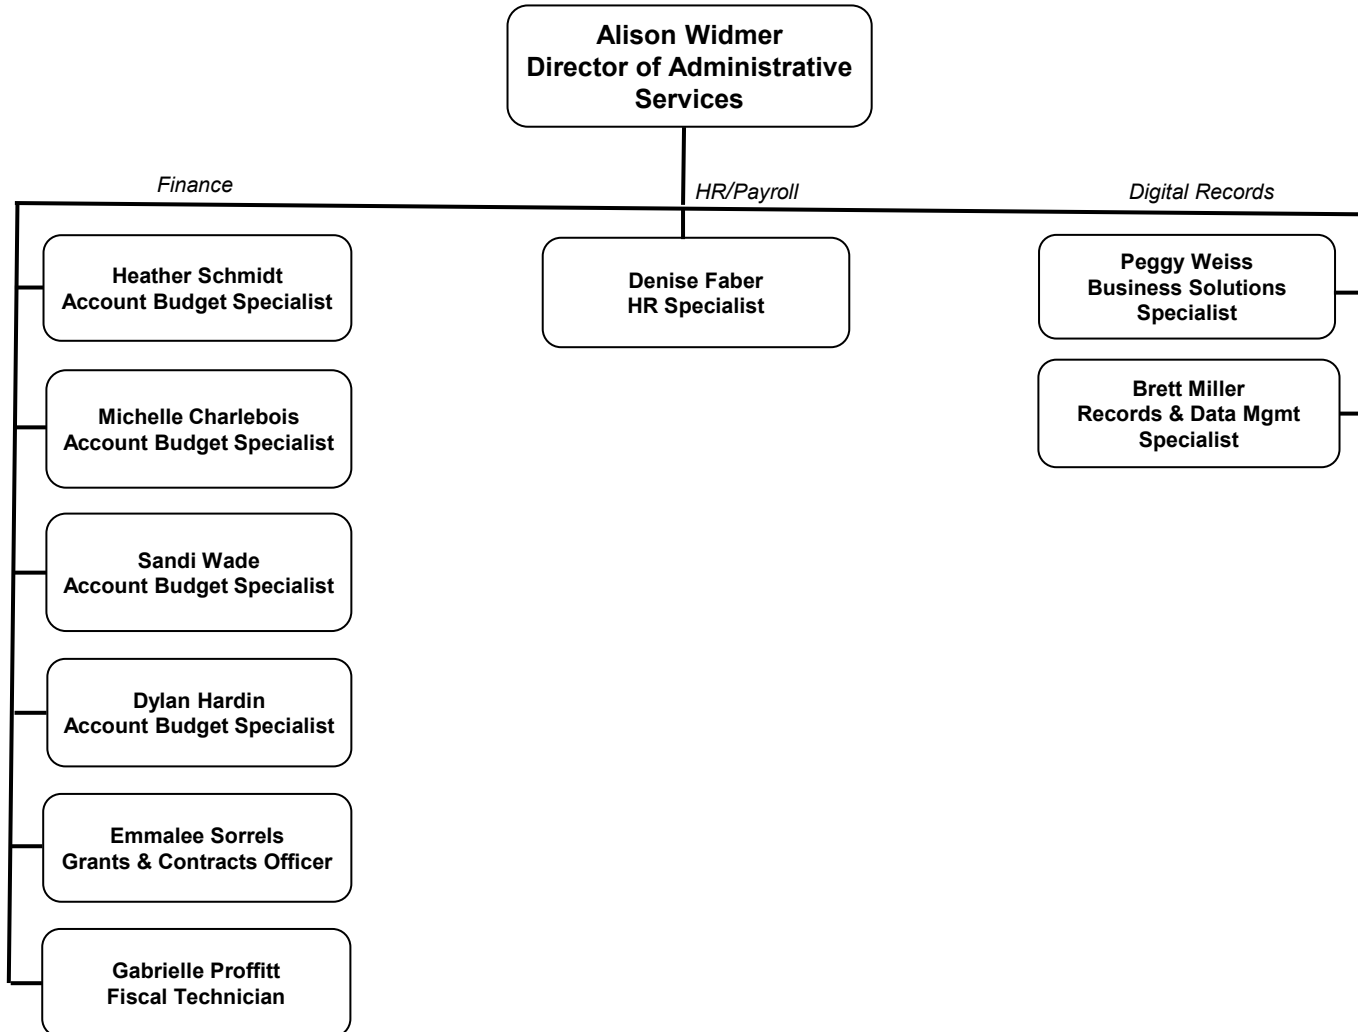 Alison Widmer
Director of Administrative
Services
Finance
HR/Payroll
Digital Records
Heather Schmidt
Account Budget Specialist
Michelle Charlebois
Account Budget Specialist
Sandi Wade
Account Budget Specialist
Dylan Hardin
Account Budget Specialist
Emmalee Sorrels
Grants & Contracts Officer
Gabrielle Proffitt
Fiscal Technician
Denise Faber
HR Specialist
Peggy Weiss
Business Solutions
Specialist
Brett Miller
Records & Data Mgmt
Specialist